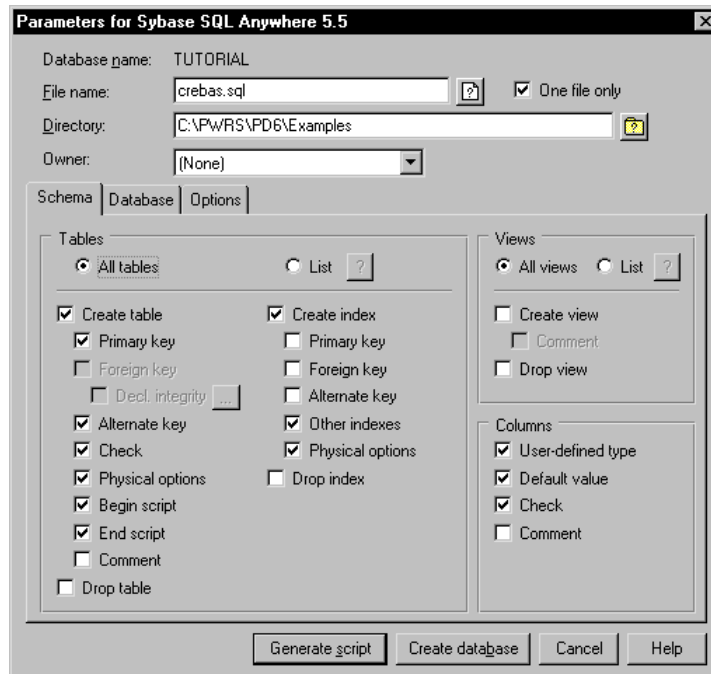 Parameters for Sybase SQL Anywhere 5.5
Database name: TUTORIAL
File name: crebas.sql ? One file only
Directory: C:\PWRS\PD6\Examples ?
Owner: (None)
Schema Database Options
Tables
All tables List ?
Create table
Primary key
Foreign key
Decl. integrity ...
Alternate key
Check
Physical options
Begin script
End script
Comment
Drop table
Create index
Primary key
Foreign key
Alternate key
Other indexes
Physical options
Drop index
Views
All views List ?
Create view
Comment
Drop view
Columns
User-defined type
Default value
Check
Comment
Generate script Create database Cancel Help